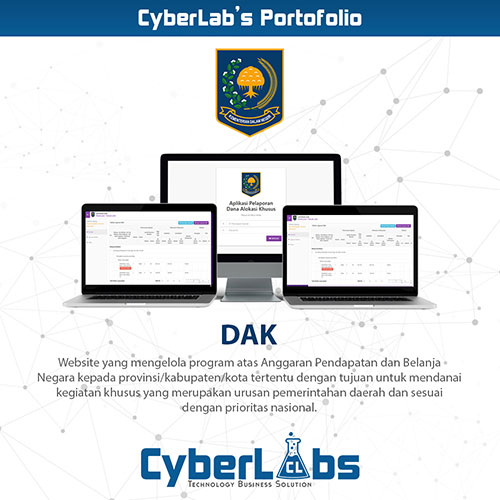 CyberLab's Portofolio
KEMENTERIAN DALAM NEGERI
Aplikasi Pelaporan
Dana Alokasi Khusus
DAK
Website yang mengelola program atas Anggaran Pendapatan dan Belanja
Negara kepada provinsi/kabupaten/kota tertentu dengan tujuan untuk mendanai
kegiatan khusus yang merupakan urusan pemerintahan daerah dan sesuai
dengan prioritas nasional.
CyberLabs
CL
Technology Business Solution